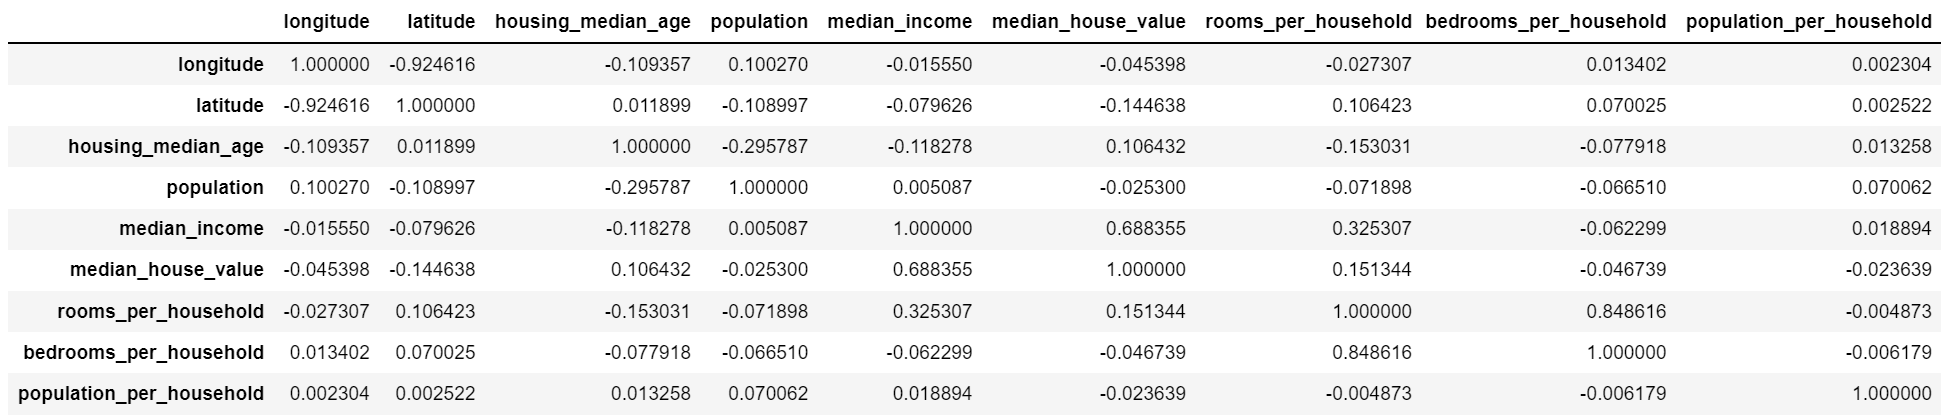 longitude latitude housing_median_age population median_income median_house_value rooms_per_household bedrooms_per_household population_per_household
longitude 1.000000 -0.924616 -0.109357 0.100270 -0.015550 -0.045398 -0.027307 0.013402 0.002304
latitude -0.924616 1.000000 0.011899 -0.108997 -0.079626 -0.144638 0.106423 0.070025 0.002522
housing_median_age -0.109357 0.011899 1.000000 -0.295787 -0.118278 0.106432 -0.153031 -0.077918 0.013258
population 0.100270 -0.108997 -0.295787 1.000000 0.005087 -0.025300 -0.071898 -0.066510 0.070062
median_income -0.015550 -0.079626 -0.118278 0.005087 1.000000 0.688355 0.325307 -0.062299 0.018894
median_house_value -0.045398 -0.144638 0.106432 -0.025300 0.688355 1.000000 0.151344 -0.046739 -0.023639
rooms_per_household -0.027307 0.106423 -0.153031 -0.071898 0.325307 0.151344 1.000000 0.848616 -0.004873
bedrooms_per_household 0.013402 0.070025 -0.077918 -0.066510 -0.062299 -0.046739 0.848616 1.000000 -0.006179
population_per_household 0.002304 0.002522 0.013258 0.070062 0.018894 -0.023639 -0.004873 -0.006179 1.000000